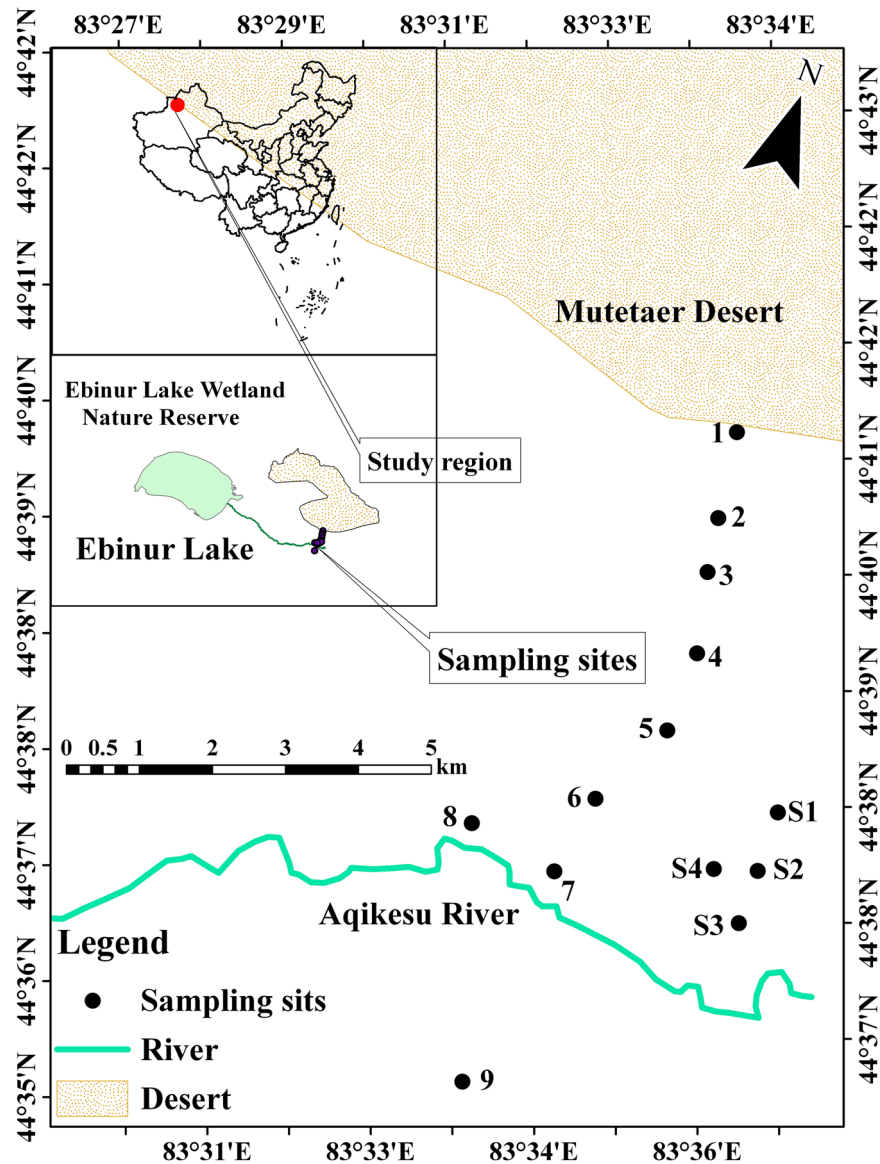 83°27'E 83°29'E 83°31'E 83°33'E 83°34'E
44°42'N
44°42'N
44°41'N
44°40'N
44°39'N
44°38'N
44°38'N
44°37'N
44°36'N
44°35'N
N
44°43'N
44°42'N
44°42'N
44°41'N
44°40'N
44°39'N
44°38'N
44°38'N
44°37'N
Mutetaer Desert
Ebinur Lake Wetland
Nature Reserve
Study region
Ebinur Lake
Sampling sites
1
2
3
4
5
6
7
8
9
S1
S2
S4
S3
0 0.5 1 2 3 4 5
km
Aqikesu River
Legend
Sampling sits
River
Desert
83°31'E 83°33'E 83°34'E 83°36'E